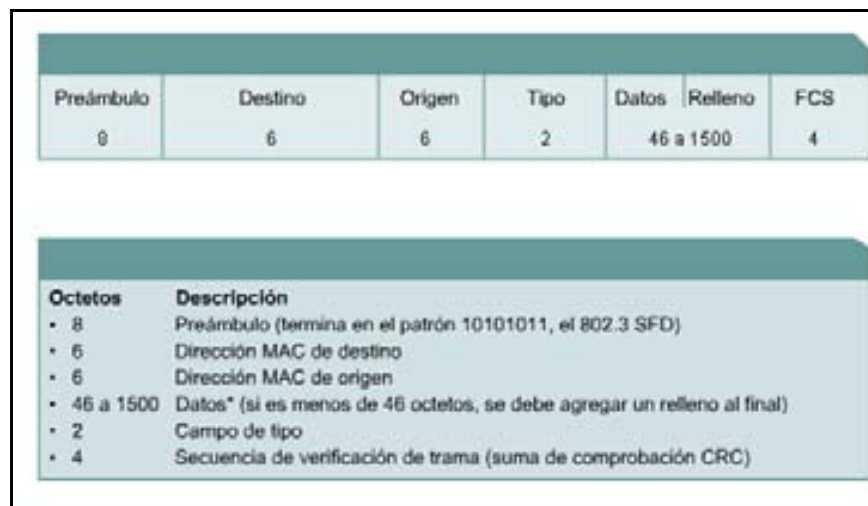 Preámbulo Destino Origen Tipo Datos Relleno FCS
8 6 6 2 46 a 1500 4
Octetos Descripción
• 8 Preámbulo (termina en el patrón 10101011, el 802.3 SFD)
• 6 Dirección MAC de destino
• 6 Dirección MAC de origen
• 46 a 1500 Datos* (si es menos de 46 octetos, se debe agregar un relleno al final)
• 2 Campo de tipo
• 4 Secuencia de verificación de trama (suma de comprobación CRC)